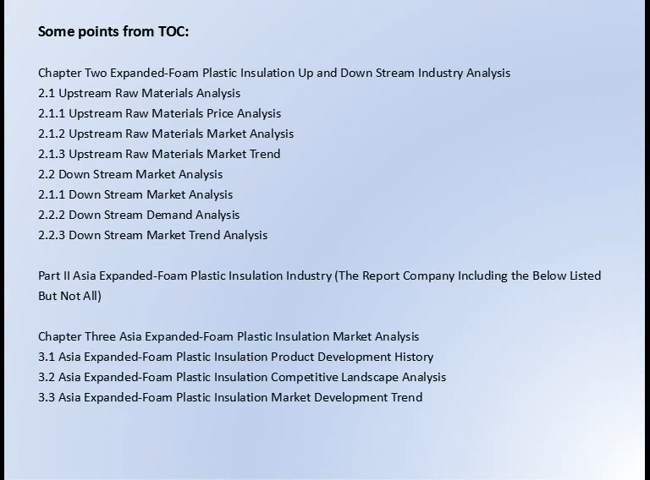 Some points from TOC:
Chapter Two Expanded-Foam Plastic Insulation Up and Down Stream Industry Analysis
2.1 Upstream Raw Materials Analysis
2.1.1 Upstream Raw Materials Price Analysis
2.1.2 Upstream Raw Materials Market Analysis
2.1.3 Upstream Raw Materials Market Trend
2.2 Down Stream Market Analysis
2.1.1 Down Stream Market Analysis
2.2.2 Down Stream Demand Analysis
2.2.3 Down Stream Market Trend Analysis
Part II Asia Expanded-Foam Plastic Insulation Industry (The Report Company Including the Below Listed
But Not All)
Chapter Three Asia Expanded-Foam Plastic Insulation Market Analysis
3.1 Asia Expanded-Foam Plastic Insulation Product Development History
3.2 Asia Expanded-Foam Plastic Insulation Competitive Landscape Analysis
3.3 Asia Expanded-Foam Plastic Insulation Market Development Trend